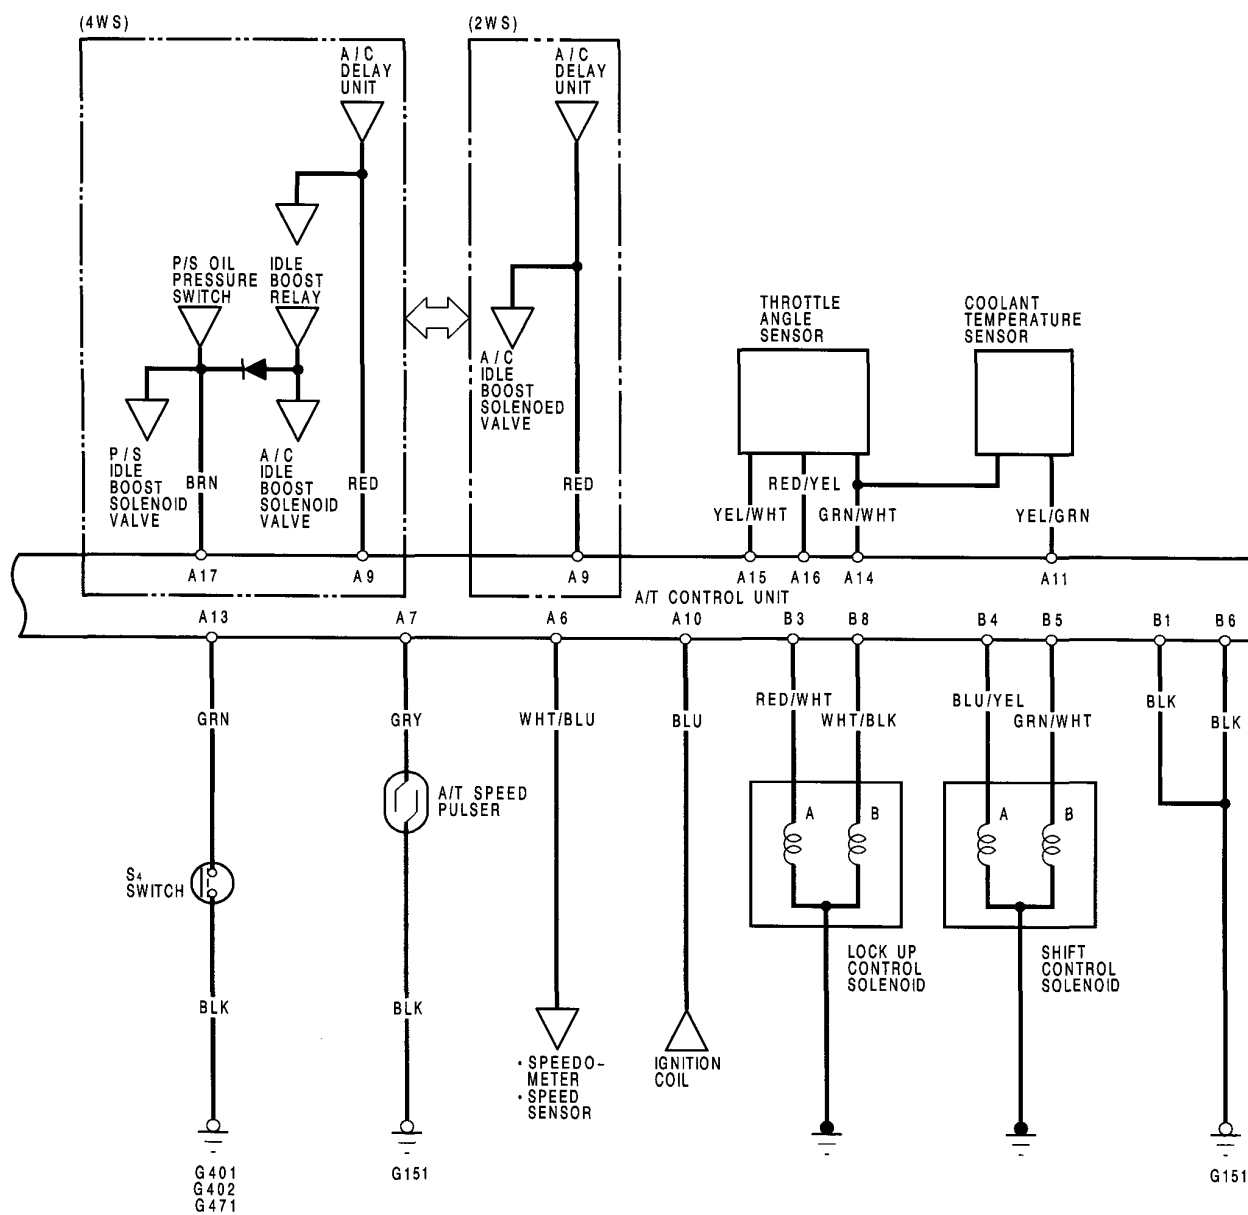 (4WS)
(2WS)
A/C
DELAY
UNIT
A/C
DELAY
UNIT
P/S OIL
PRESSURE
SWITCH
IDLE
BOOST
RELAY
THROTTLE
ANGLE
SENSOR
COOLANT
TEMPERATURE
SENSOR
A/C
IDLE
BOOST
SOLENOED
VALVE
P/S
IDLE
BOOST
SOLENOID
VALVE
BRN
A/C
IDLE
BOOST
SOLENOID
VALVE
RED
RED
RED/YEL
YEL/WHT
GRN/WHT
YEL/GRN
A17
A9
A9
A15
A16
A14
A11
A/T CONTROL UNIT
A13
A7
A6
A10
B3
B8
B4
B5
B1
B6
RED/WHT
BLU/YEL
BLK
GRN
GRY
WHT/BLU
BLU
WHT/BLK
GRN/WHT
BLK
A/T SPEED
PULSER
A
B
A
B
S4
SWITCH
LOCK UP
CONTROL
SOLENOID
SHIFT
CONTROL
SOLENOID
BLK
BLK
• SPEEDO-
METER
• SPEED
SENSOR
IGNITION
COIL
G401
G402
G471
G151
G151